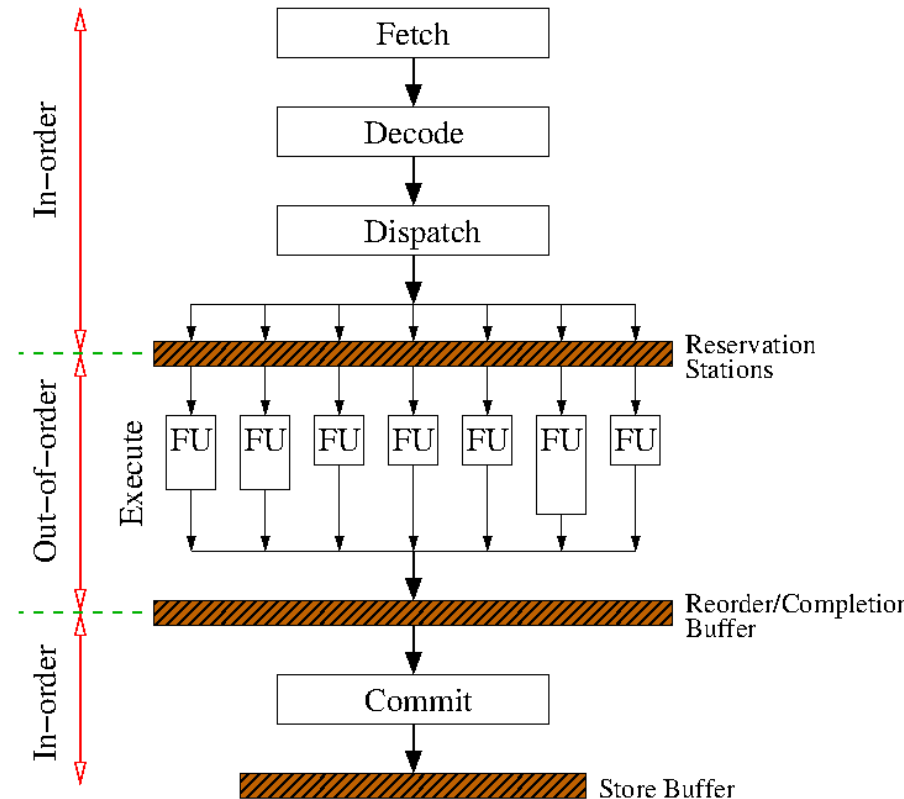 Fetch
Decode
Dispatch
In-order
Reservation
Stations
Out-of-order
Execute
FU FU FU FU FU FU FU
Reorder/Completion
Buffer
In-order
Commit
Store Buffer